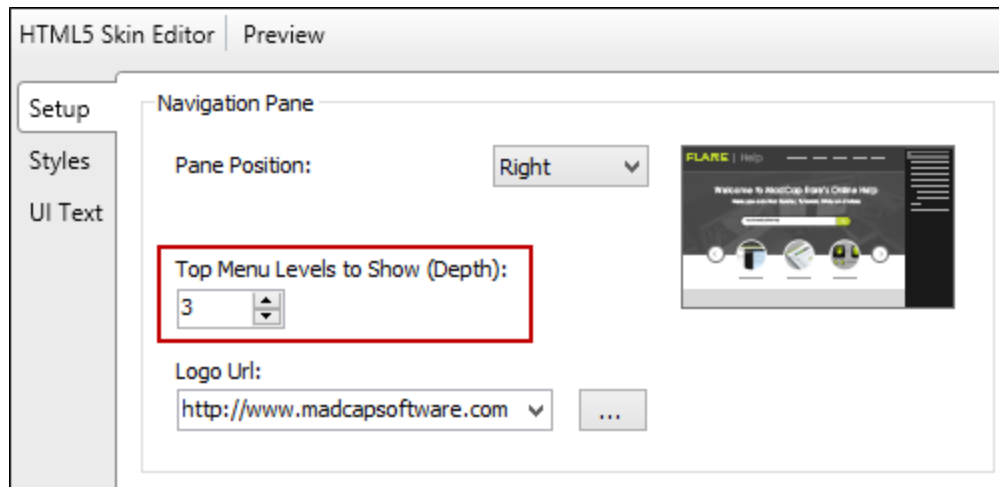 HTML5 Skin Editor Preview
Setup
Styles
UI Text
Navigation Pane
Pane Position:
Right
FLARE | Help
Welcome to MadCap Flare's Online Help
Top Menu Levels to Show (Depth):
3
Logo Url:
http://www.madcapsoftware.com
...